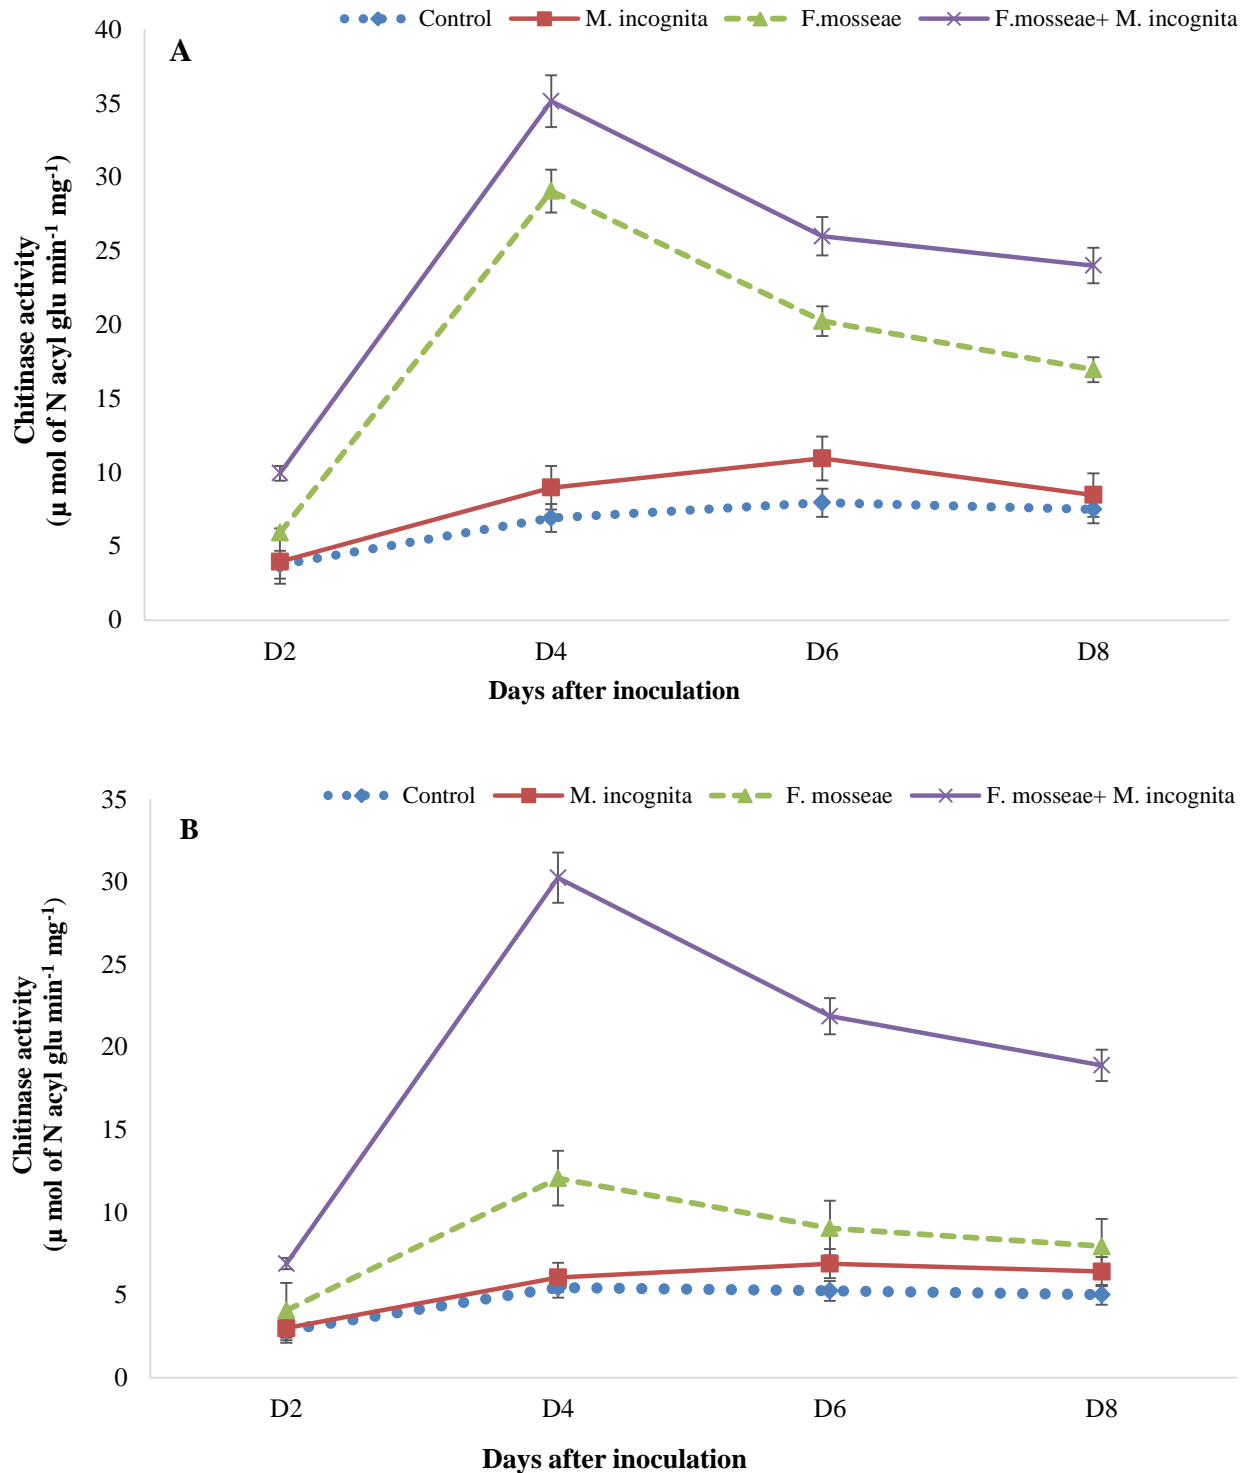 Control M. incognita F.mosseae F.mosseae+ M. incognita
A
40
35
30
25
20
15
10
5
0
Chitinase activity
(µ mol of N acyl glu min⁻¹ mg⁻¹)
D2 D4 D6 D8
Days after inoculation
Control M. incognita F. mosseae F. mosseae+ M. incognita
B
35
30
25
20
15
10
5
0
Chitinase activity
(µ mol of N acyl glu min⁻¹ mg⁻¹)
D2 D4 D6 D8
Days after inoculation